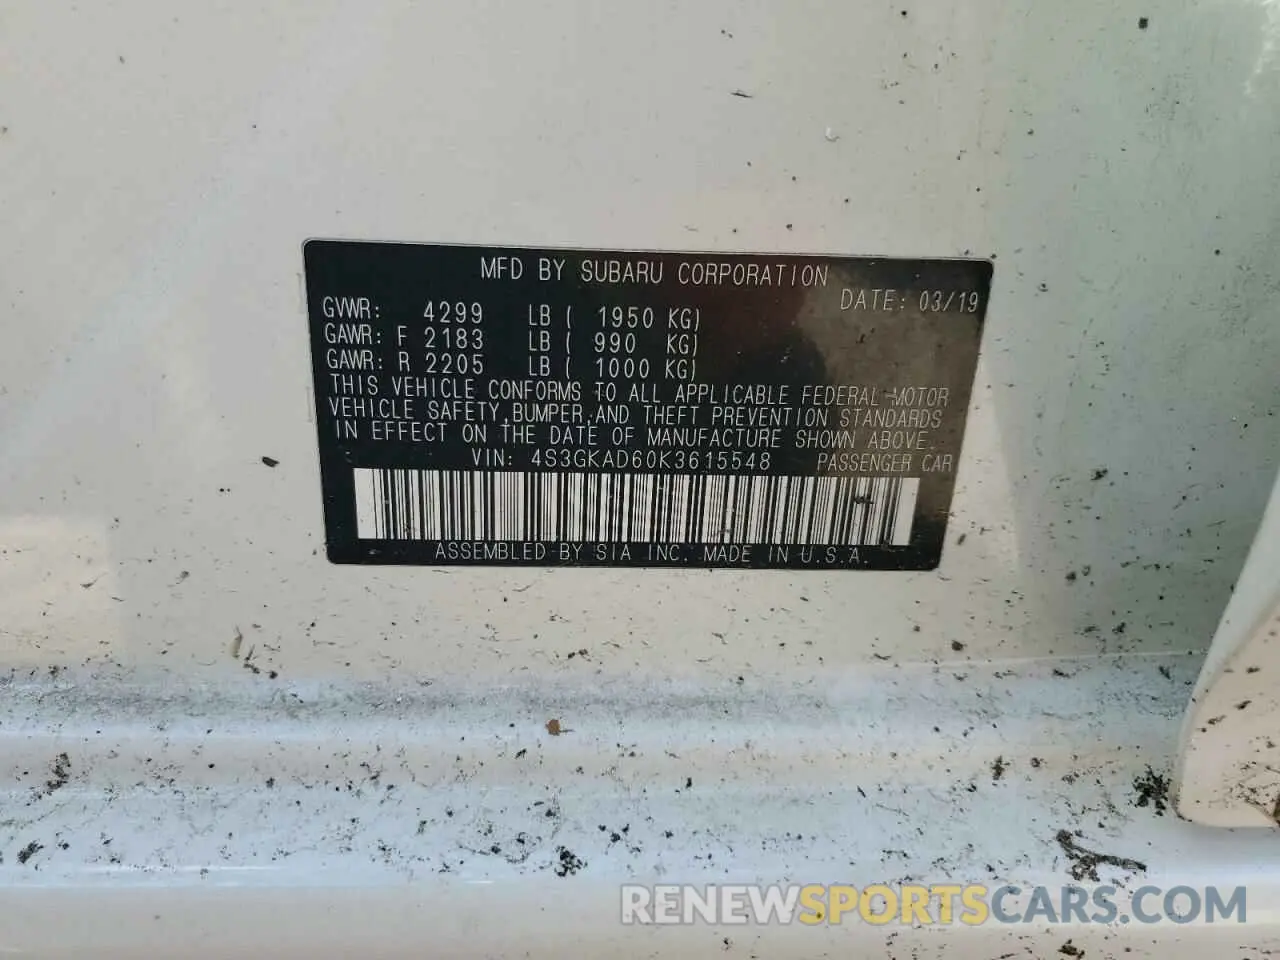 MFD BY SUBARU CORPORATION
DATE: 03/19
GVWR: 4299 LB ( 1950 KG)
GAWR: F 2183 LB ( 990 KG)
GAWR: R 2205 LB ( 1000 KG)
THIS VEHICLE CONFORMS TO ALL APPLICABLE FEDERAL MOTOR
VEHICLE SAFETY,BUMPER,AND THEFT PREVENTION STANDARDS
IN EFFECT ON THE DATE OF MANUFACTURE SHOWN ABOVE.
VIN: 4S3GKAD60K3615548 PASSENGER CAR
ASSEMBLED BY SIA INC. MADE IN U.S.A.
RENEWSPORTSCARS.COM